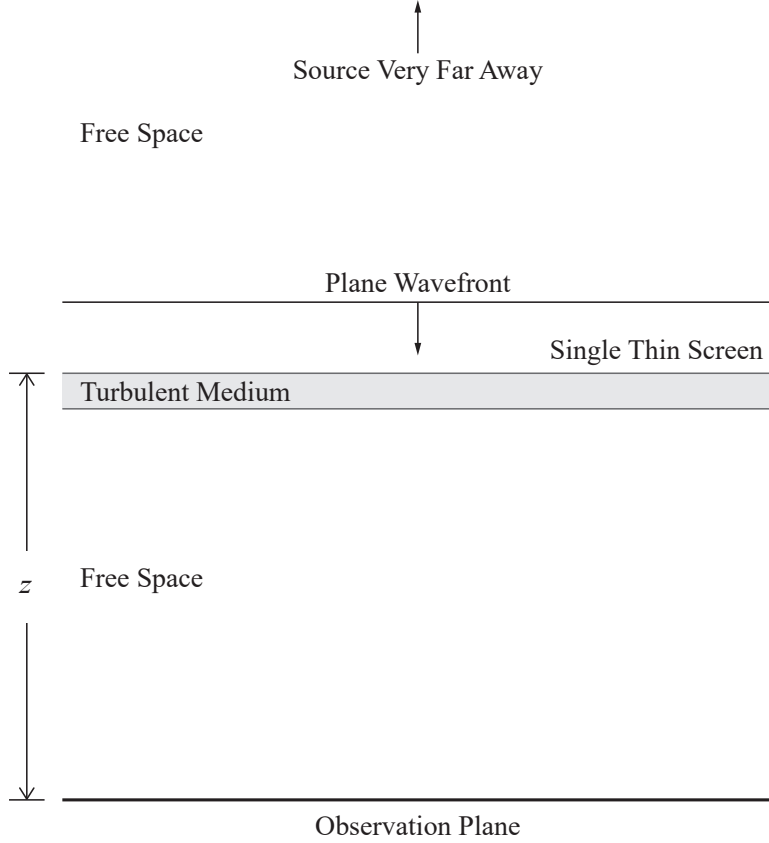 Source Very Far Away
Free Space
Plane Wavefront
Single Thin Screen
Turbulent Medium
z
Free Space
Observation Plane